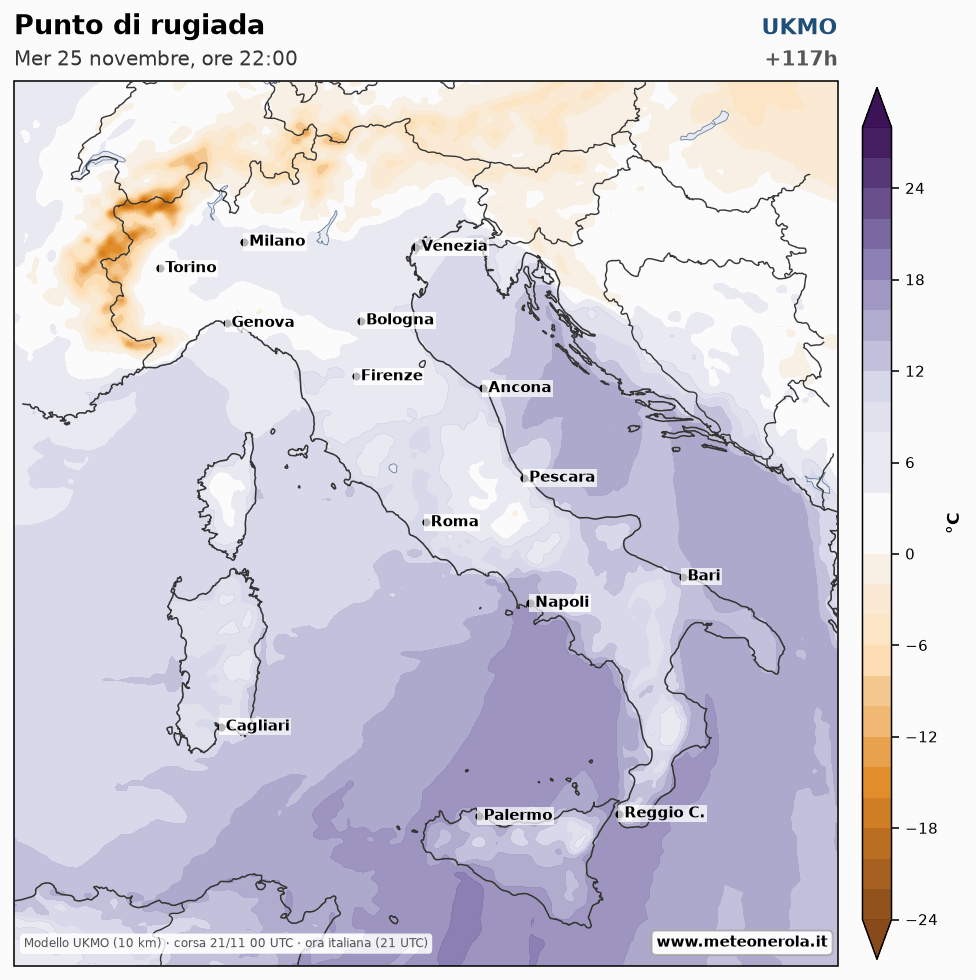 Punto di rugiada
UKMO
Mer 25 novembre, ore 22:00
+117h
Milano
Venezia
Torino
Genova
Bologna
Firenze
Ancona
Pescara
Roma
Bari
Napoli
Cagliari
Palermo
Reggio C.
24
18
12
6
0
−6
−12
−18
−24
°C
Modello UKMO (10 km) · corsa 21/11 00 UTC · ora italiana (21 UTC)
www.meteonerola.it